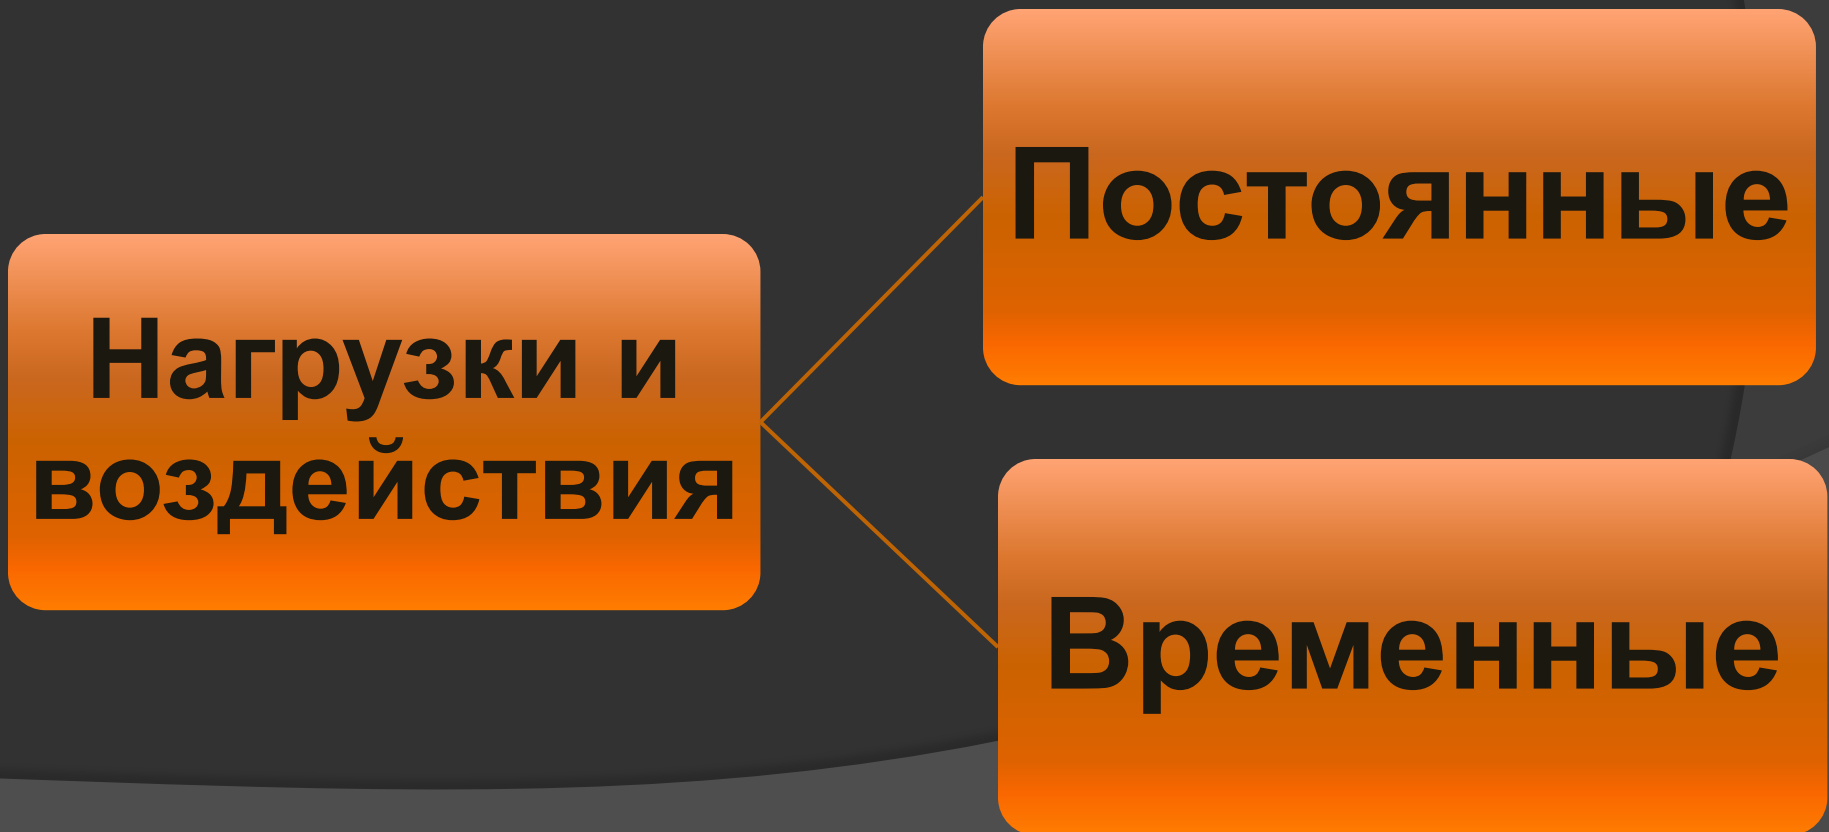 Нагрузки и
воздействия
Постоянные
Временные